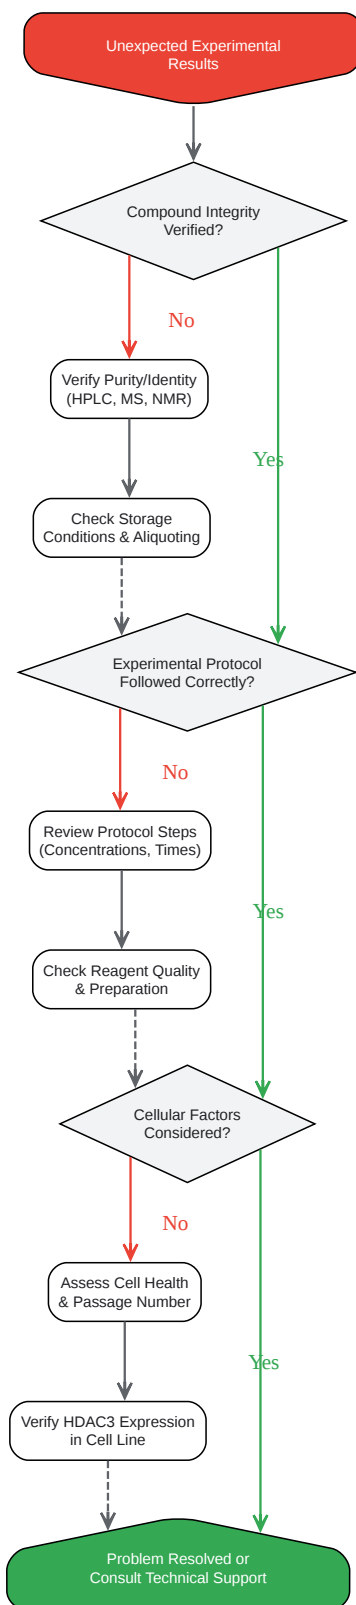 Unexpected Experimental
Results
Compound Integrity
Verified?
No
Verify Purity/Identity
(HPLC, MS, NMR)
Yes
Check Storage
Conditions & Aliquoting
Experimental Protocol
Followed Correctly?
No
Review Protocol Steps
(Concentrations, Times)
Yes
Check Reagent Quality
& Preparation
Cellular Factors
Considered?
No
Assess Cell Health
& Passage Number
Yes
Verify HDAC3 Expression
in Cell Line
Problem Resolved or
Consult Technical Support